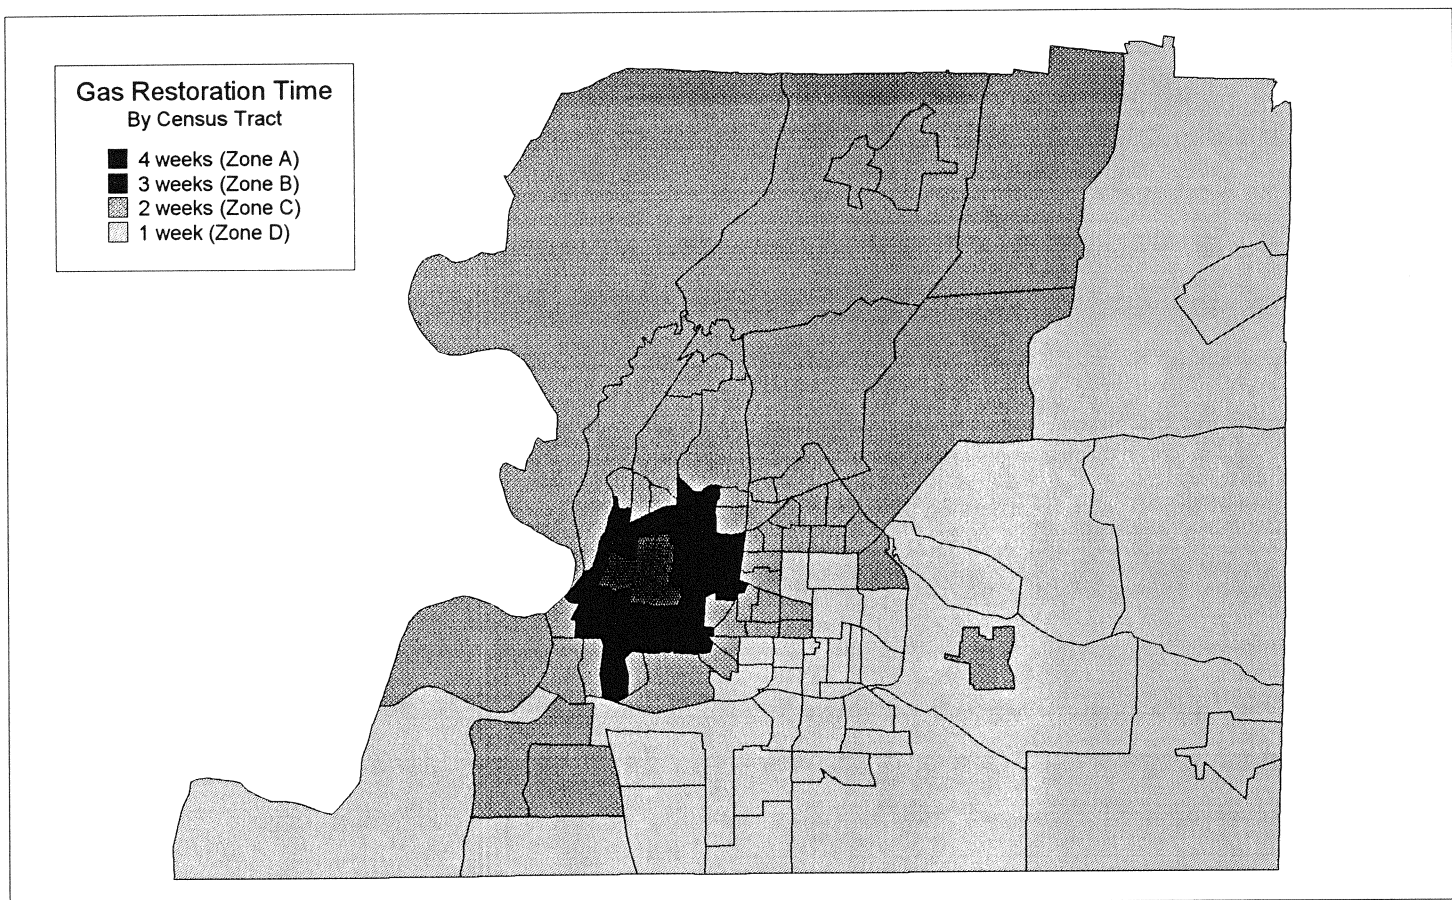 Gas Restoration Time
By Census Tract
4 weeks (Zone A)
3 weeks (Zone B)
2 weeks (Zone C)
1 week (Zone D)